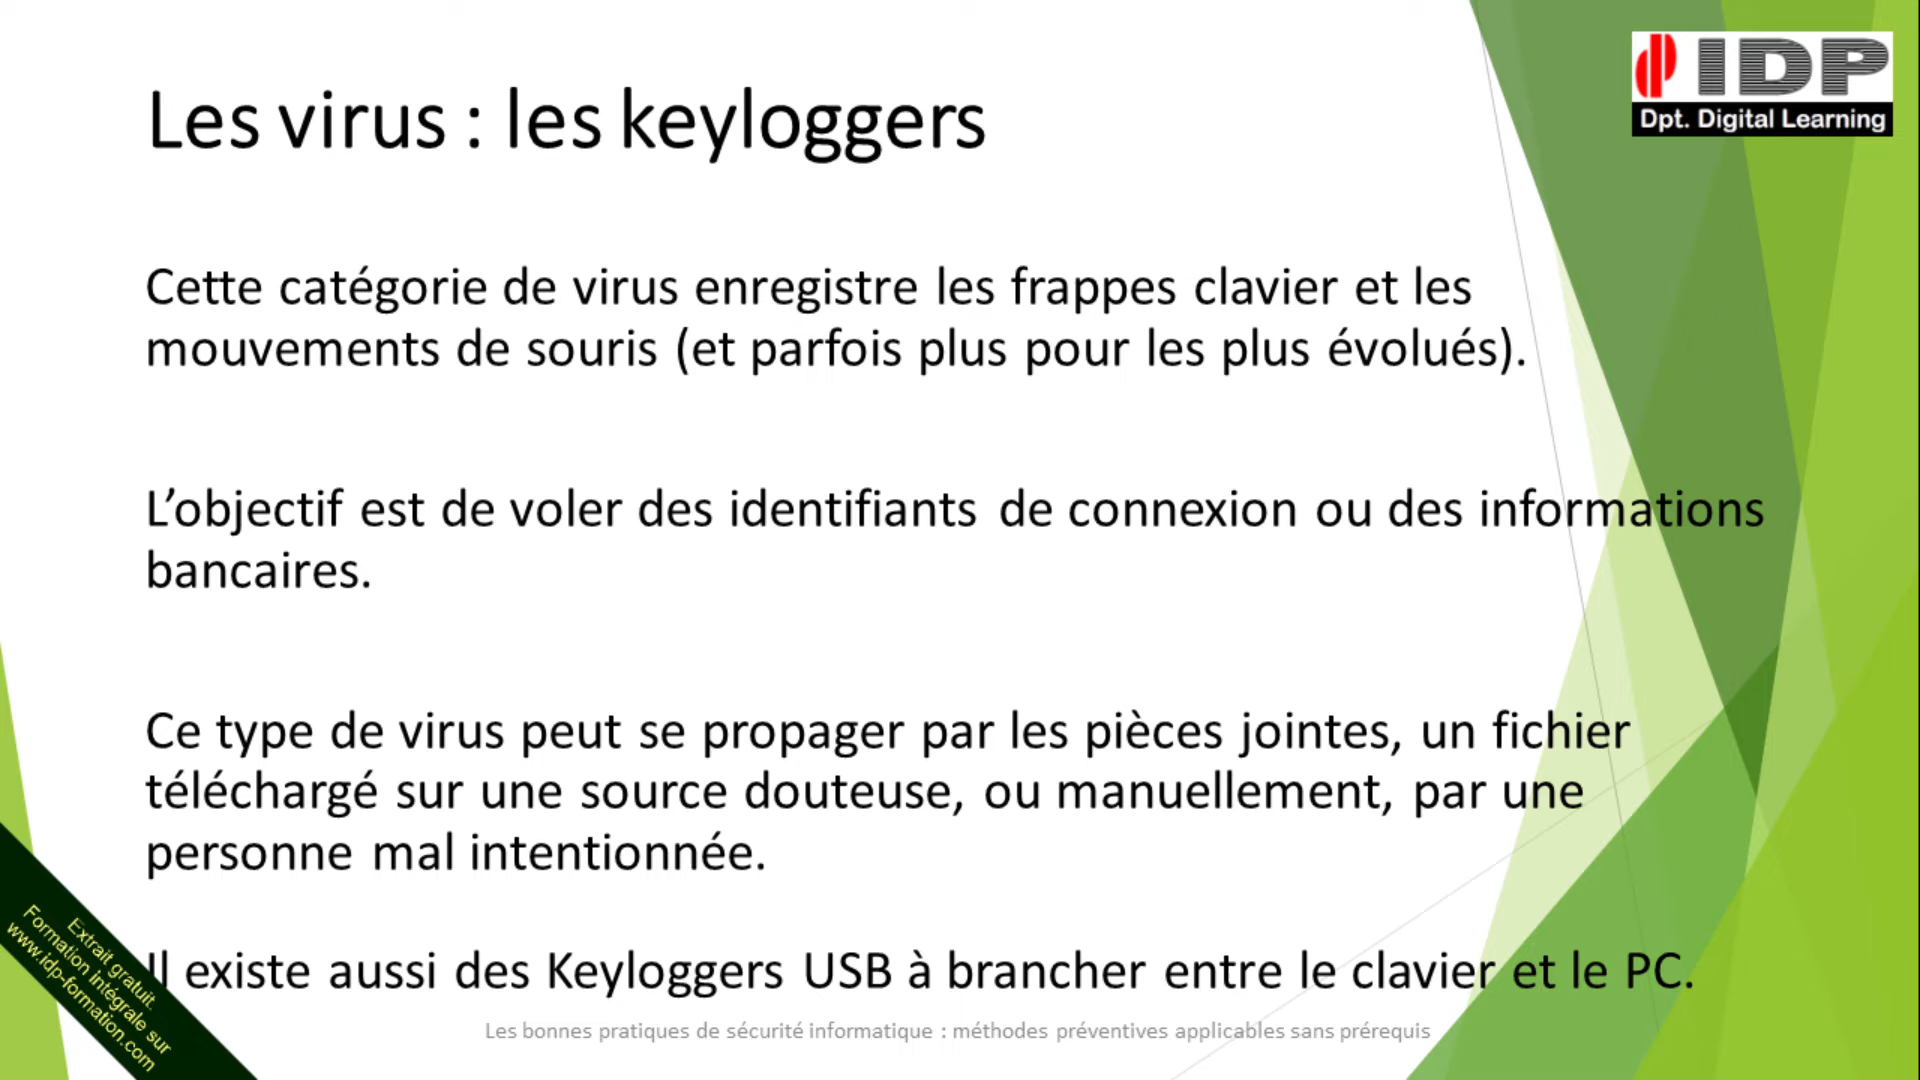 IDP
Dpt. Digital Learning
Les virus : les keyloggers
Cette catégorie de virus enregistre les frappes clavier et les
mouvements de souris (et parfois plus pour les plus évolués).
L’objectif est de voler des identifiants de connexion ou des informations
bancaires.
Ce type de virus peut se propager par les pièces jointes, un fichier
téléchargé sur une source douteuse, ou manuellement, par une
personne mal intentionnée.
Il existe aussi des Keyloggers USB à brancher entre le clavier et le PC.
Les bonnes pratiques de sécurité informatique : méthodes préventives applicables sans prérequis
Extrait gratuit.
Formation Intégrale sur
www.idp-formation.com